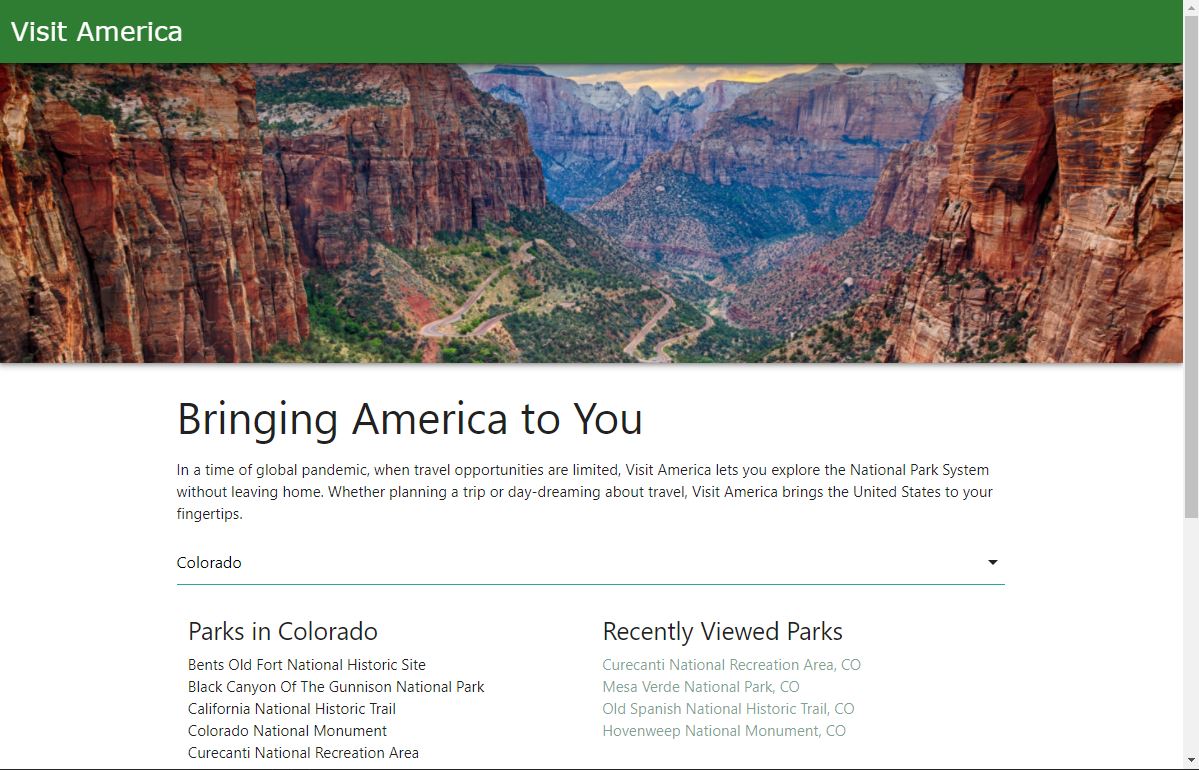 Visit America
Bringing America to You
In a time of global pandemic, when travel opportunities are limited, Visit America lets you explore the National Park System
without leaving home. Whether planning a trip or day-dreaming about travel, Visit America brings the United States to your
fingertips.
Colorado
Parks in Colorado
Bents Old Fort National Historic Site
Black Canyon Of The Gunnison National Park
California National Historic Trail
Colorado National Monument
Curecanti National Recreation Area
Recently Viewed Parks
Curecanti National Recreation Area, CO
Mesa Verde National Park, CO
Old Spanish National Historic Trail, CO
Hovenweep National Monument, CO